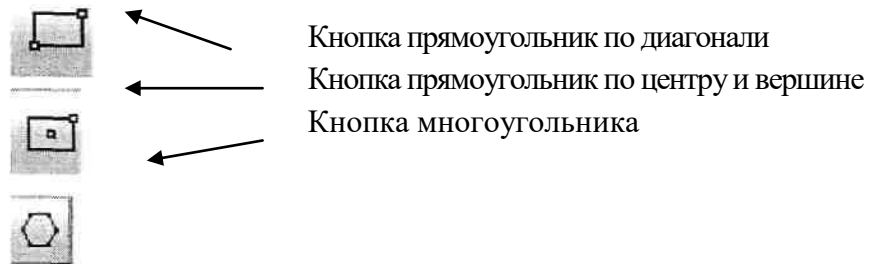 Кнопка прямоугольник по диагонали
Кнопка прямоугольник по центру и вершине
Кнопка многоугольника